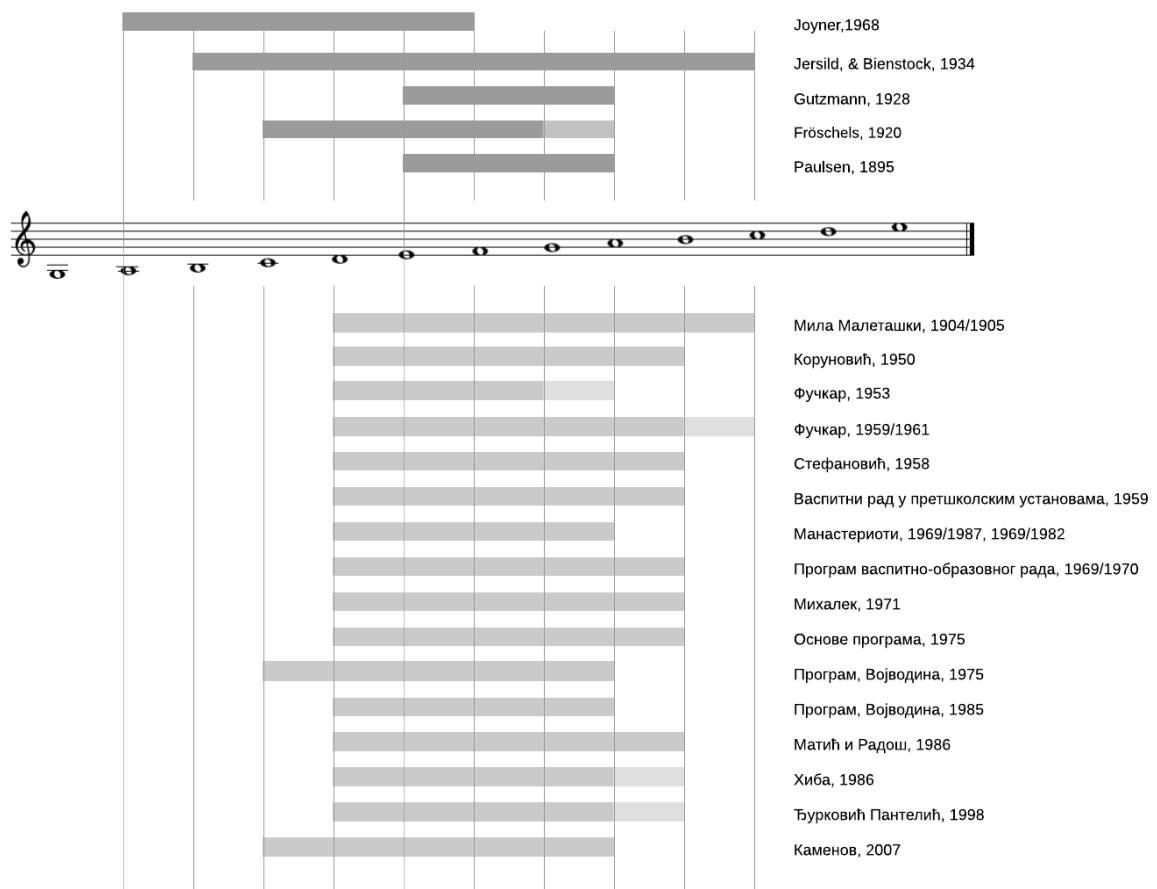 Joyner,1968
Jersild, & Bienstock, 1934
Gutzmann, 1928
Fröschels, 1920
Paulsen, 1895
Мила Малеташки, 1904/1905
Коруновић, 1950
Фучкар, 1953
Фучкар, 1959/1961
Стефановић, 1958
Васпитни рад у претшколским установама, 1959
Манастериоти, 1969/1987, 1969/1982
Програм васпитно-образовног рада, 1969/1970
Михалек, 1971
Основе програма, 1975
Програм, Војводина, 1975
Програм, Војводина, 1985
Матић и Радош, 1986
Хиба, 1986
Ђурковић Пантелић, 1998
Каменов, 2007